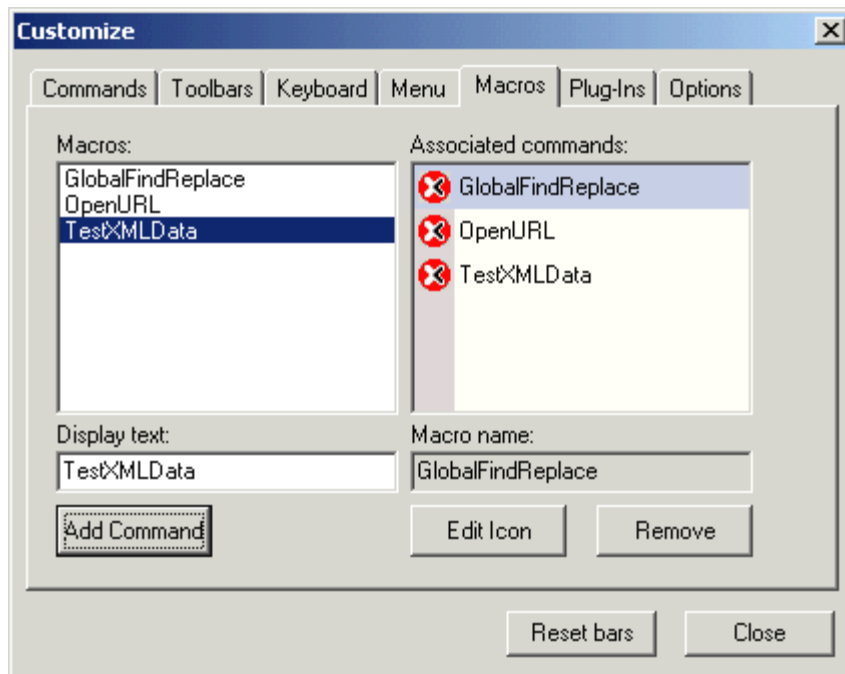 Customize
Commands Toolbars Keyboard Menu Macros Plug-Ins Options
Macros:
GlobalFindReplace
OpenURL
TestXMLData
Associated commands:
GlobalFindReplace
OpenURL
TestXMLData
Display text:
TestXMLData
Macro name:
GlobalFindReplace
Add Command
Edit Icon
Remove
Reset bars
Close